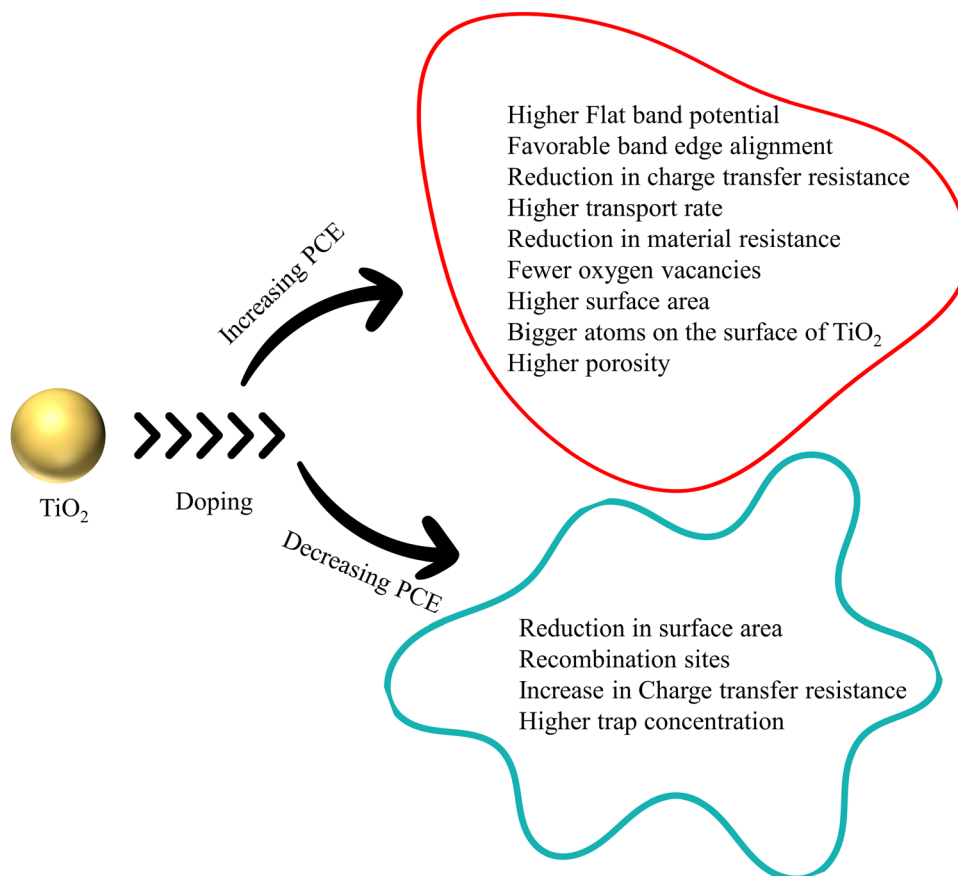 Higher Flat band potential
Favorable band edge alignment
Reduction in charge transfer resistance
Higher transport rate
Reduction in material resistance
Fewer oxygen vacancies
Higher surface area
Bigger atoms on the surface of TiO₂
Higher porosity
Increasing PCE
TiO₂
Doping
Decreasing PCE
Reduction in surface area
Recombination sites
Increase in Charge transfer resistance
Higher trap concentration